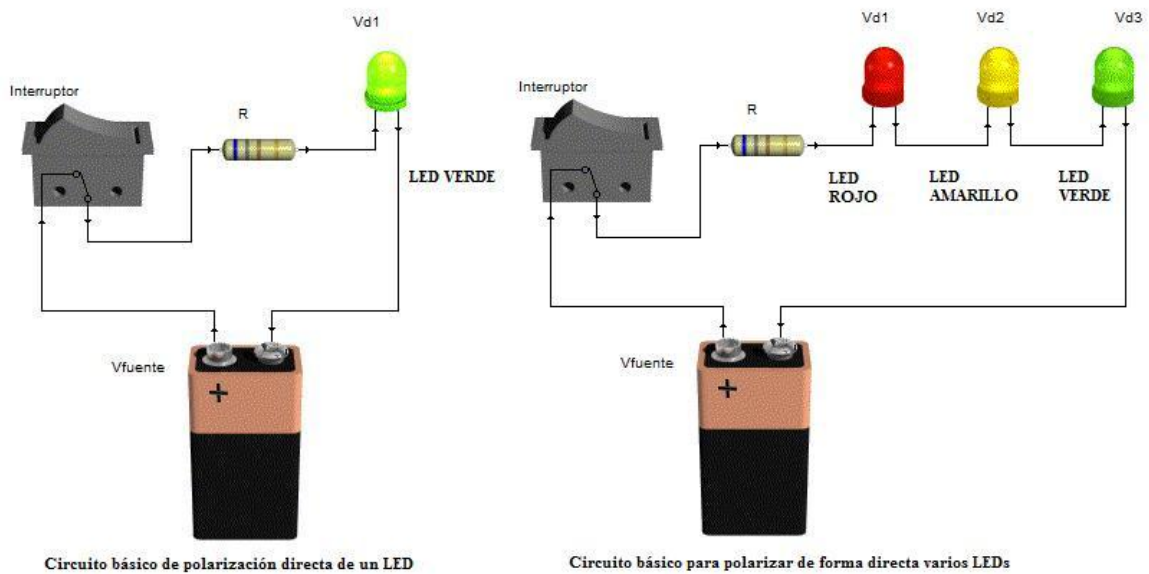 Vd1
Interruptor
R
LED VERDE
Vfuente
+
Circuito básico de polarización directa de un LED
Vd1
Vd2
Vd3
Interruptor
R
LED
ROJO
LED
AMARILLO
LED
VERDE
Vfuente
+
Circuito básico para polarizar de forma directa varios LEDs